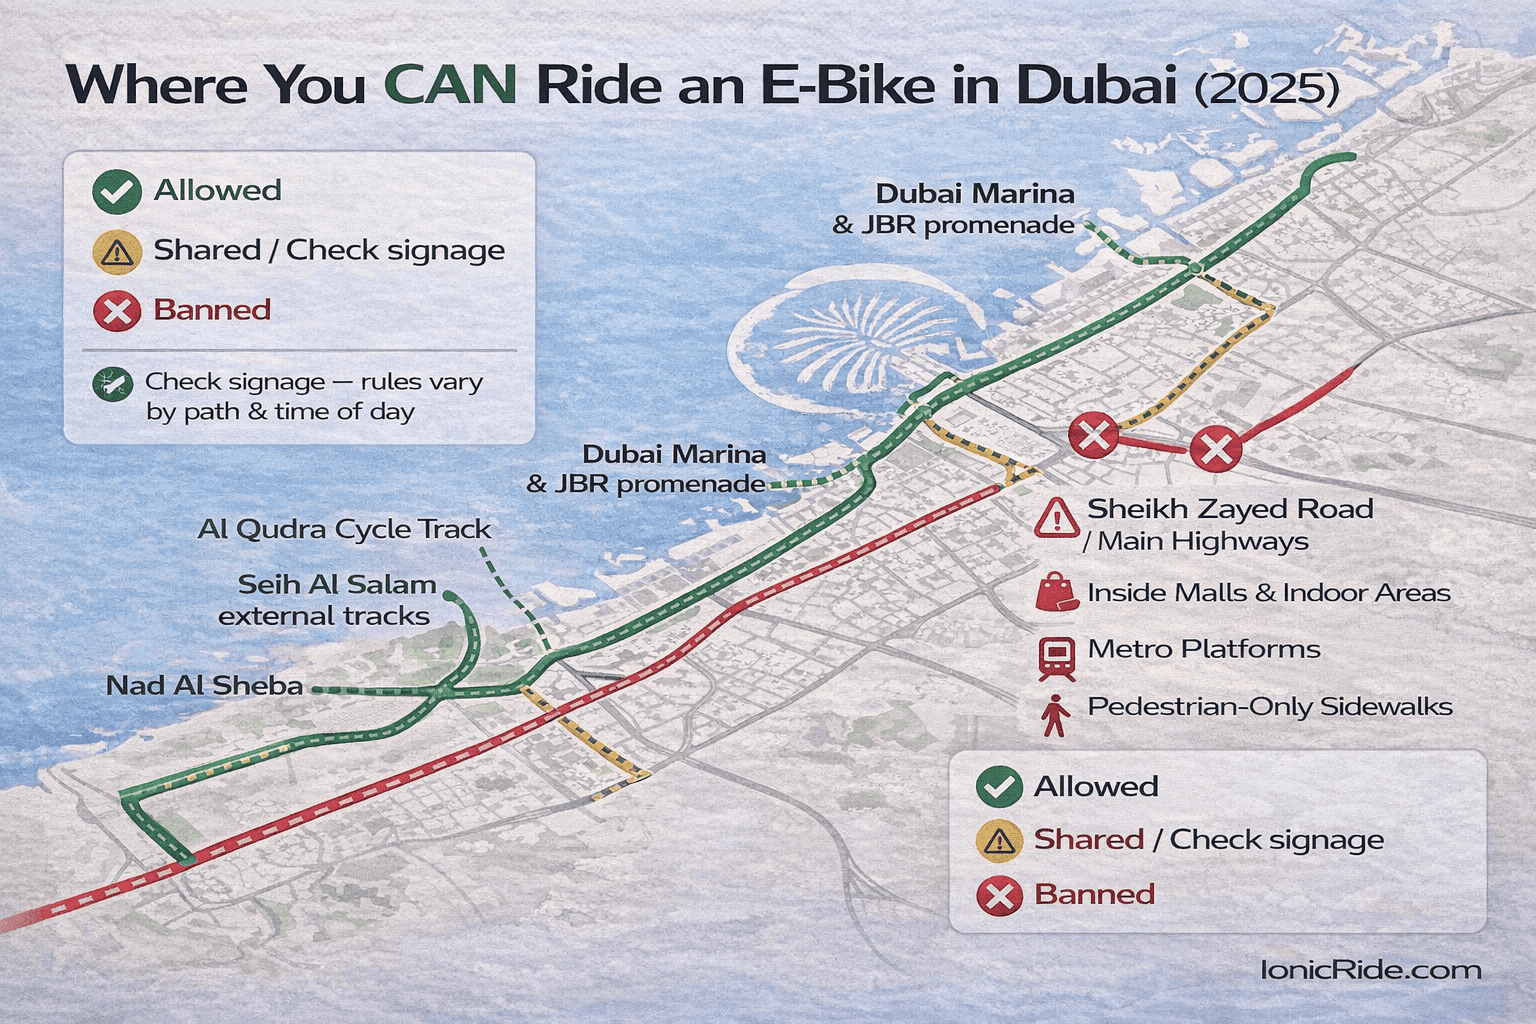 Where You CAN Ride an E-Bike in Dubai (2025)
Allowed
Shared / Check signage
Banned
Check signage — rules vary
by path & time of day
Dubai Marina
& JBR promenade
Dubai Marina
& JBR promenade
Al Qudra Cycle Track
Seih Al Salam
external tracks
Nad Al Sheba
Sheikh Zayed Road
/ Main Highways
Inside Malls & Indoor Areas
Metro Platforms
Pedestrian-Only Sidewalks
Allowed
Shared / Check signage
Banned
IonicRide.com